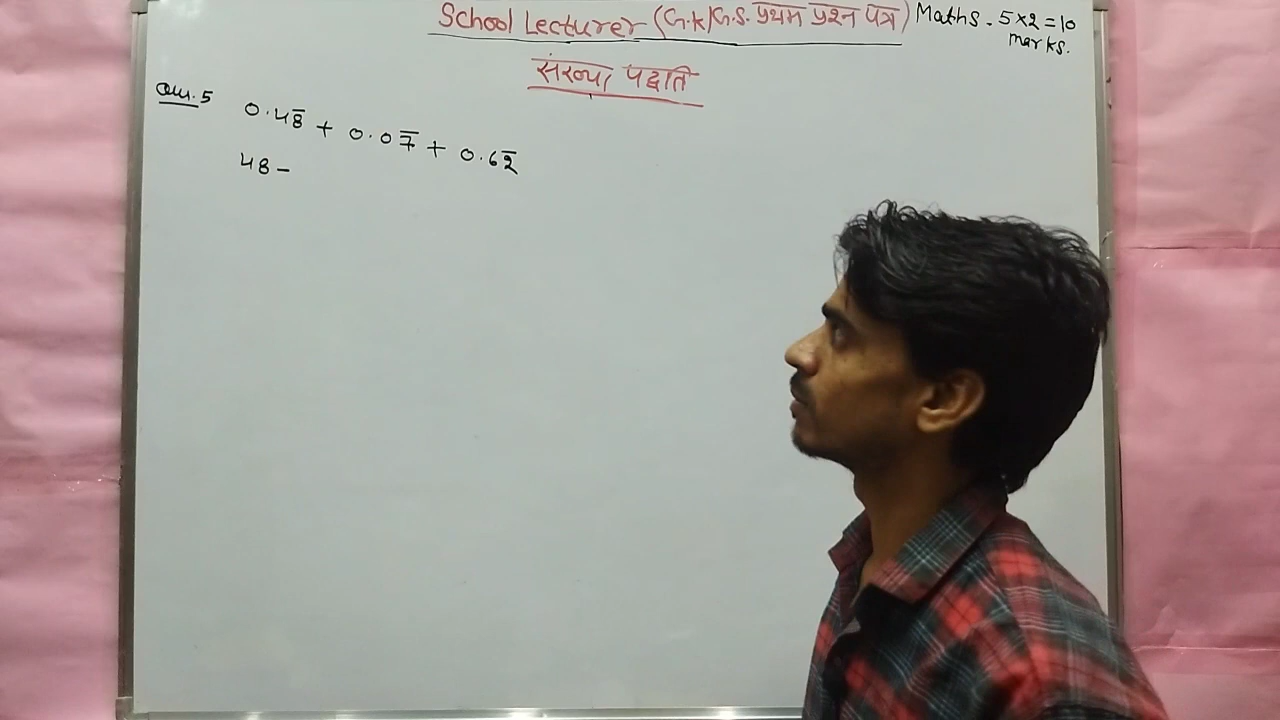 School Lecturer (G.K/G.S. प्रथम प्रश्न पत्र) Maths - 5×2=10 marks.
संख्या पद्धति
Que. 5 0.48̅ + 0.07̅ + 0.62̅
48 -